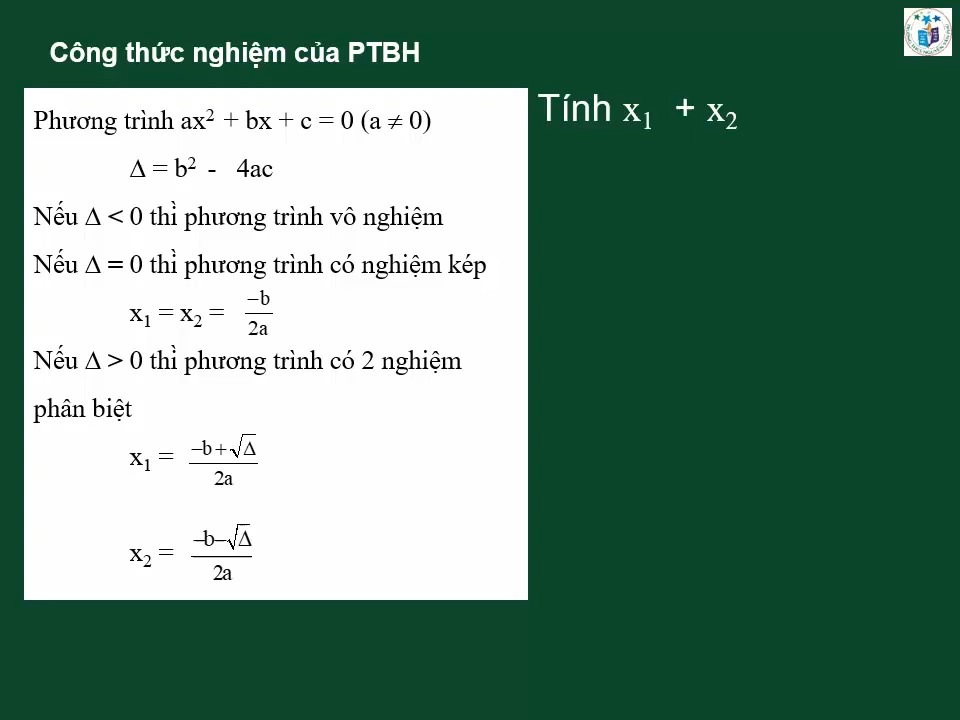 Công thức nghiệm của PTBH
Phương trình ax² + bx + c = 0 (a ≠ 0)
Δ = b² - 4ac
Nếu Δ < 0 thì phương trình vô nghiệm
Nếu Δ = 0 thì phương trình có nghiệm kép
x₁ = x₂ = −b / 2a
Nếu Δ > 0 thì phương trình có 2 nghiệm
phân biệt
x₁ = −b + √Δ / 2a
x₂ = −b − √Δ / 2a
Tính x₁ + x₂